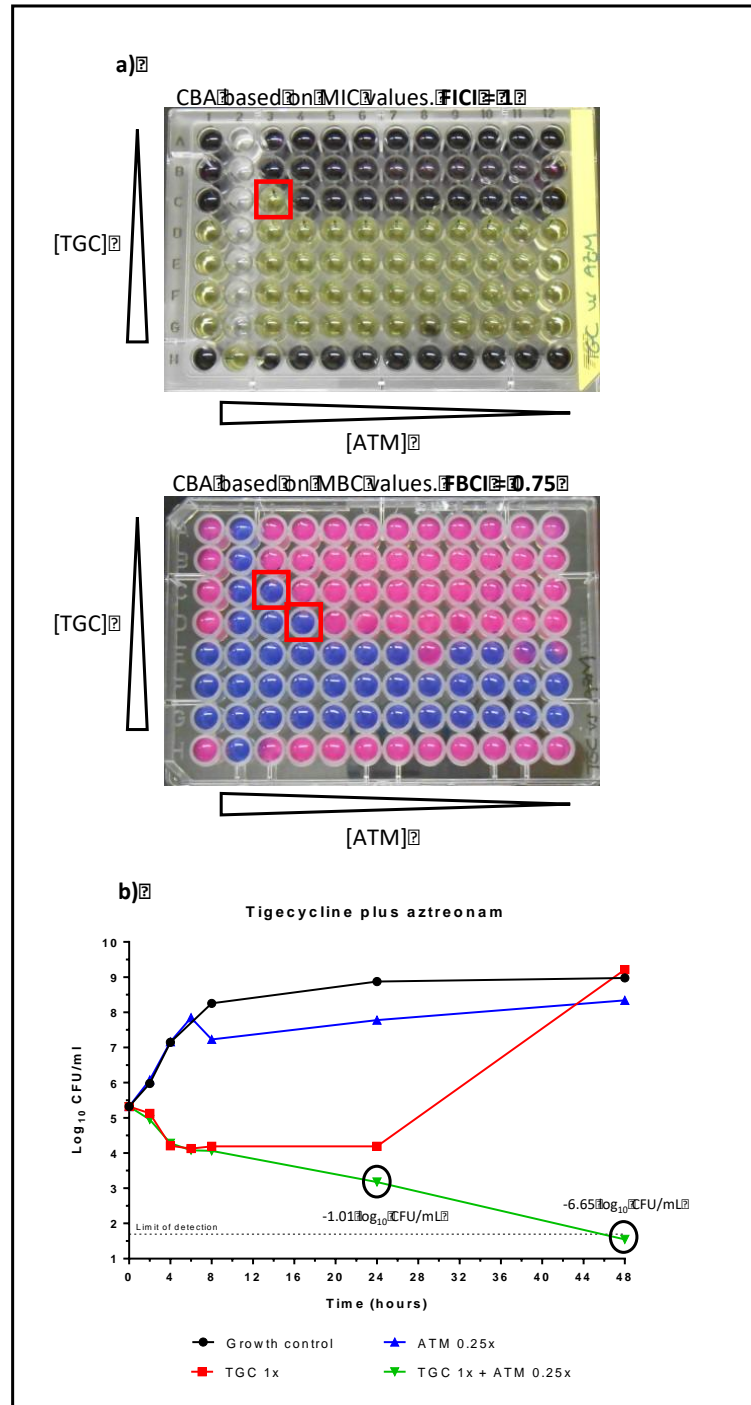 a)
CBA based on MIC values. FICI = 1
1 2 3 4 5 6 7 8 9 10 11 12
A
B
C
D
E
F
G
H
[TGC]
TGC w AZM
[ATM]
CBA based on MBC values. FBCI = 0.75
[TGC]
[ATM]
b)
Tigecycline plus aztreonam
10
9
8
7
6
5
4
3
2
1
Log10 CFU/ml
-1.01 log10 CFU/mL
-6.65 log10 CFU/mL
Limit of detection
0 4 8 12 16 20 24 28 32 36 40 44 48
Time (hours)
Growth control ATM 0.25x
TGC 1x TGC 1x + ATM 0.25x